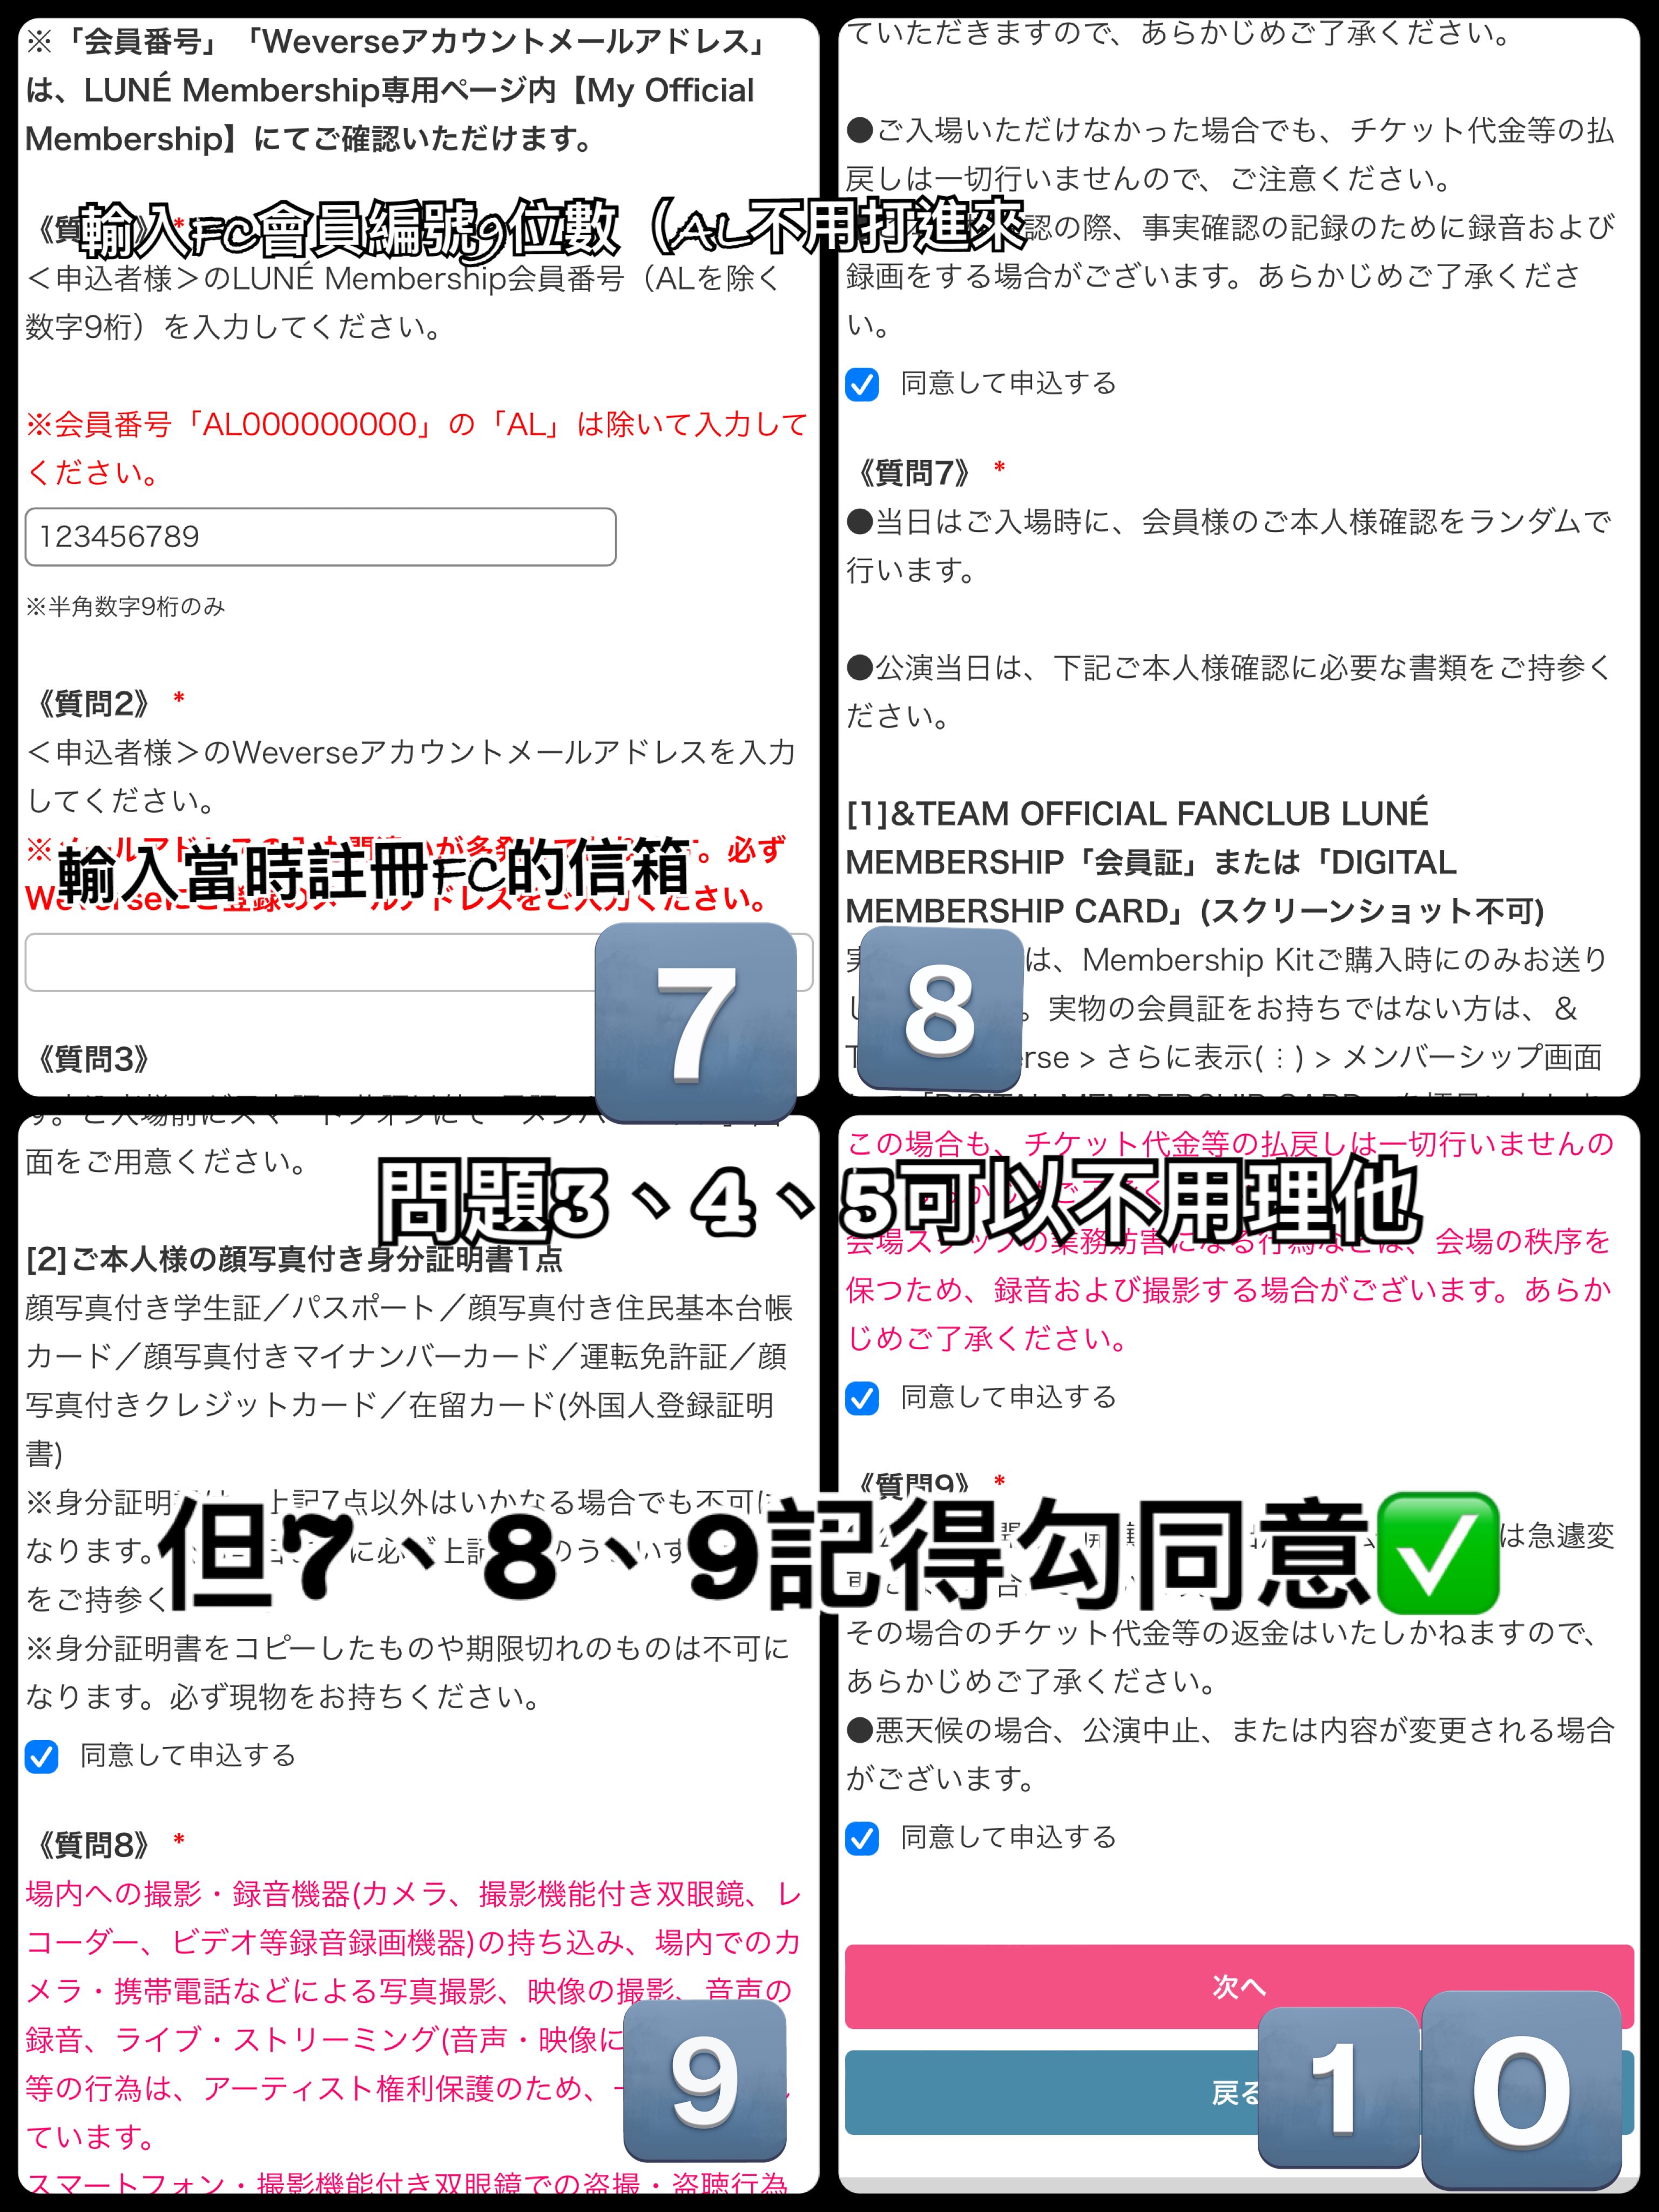 ※「会員番号」「Weverseアカウントメールアドレス」
は、LUNÉ Membership専用ページ内【My Official
Membership】にてご確認いただけます。
輸入FC會員編號9位數（AL不用打進來
《質 》 *
＜申込者様＞のLUNÉ Membership会員番号（ALを除く
数字9桁）を入力してください。
※会員番号「AL000000000」の「AL」は除いて入力して
ください。
123456789
※半角数字9桁のみ
《質問2》 *
＜申込者様＞のWeverseアカウントメールアドレスを入力
してください。
輸入當時註冊FC的信箱
が多発 。必ず
ください。
《質問3》
7
ていただきますので、あらかじめご了承ください。
●ご入場いただけなかった場合でも、チケット代金等の払
戻しは一切行いませんので、ご注意ください。
認の際、事実確認の記録のために録音および
録画をする場合がございます。あらかじめご了承くださ
い。
同意して申込する
《質問7》 *
●当日はご入場時に、会員様のご本人様確認をランダムで
行います。
●公演当日は、下記ご本人様確認に必要な書類をご持参く
ださい。
[1]&TEAM OFFICIAL FANCLUB LUNÉ
MEMBERSHIP「会員証」または「DIGITAL
MEMBERSHIP CARD」(スクリーンショット不可)
は、Membership Kitご購入時にのみお送り
。実物の会員証をお持ちではない方は、＆
erse > さらに表示(︙) > メンバーシップ画面
8
面をご用意ください。
問題3、4、5可以不用理他
[2]ご本人様の顔写真付き身分証明書1点
顔写真付き学生証／パスポート／顔写真付き住民基本台帳
カード／顔写真付きマイナンバーカード／運転免許証／顔
写真付きクレジットカード／在留カード(外国人登録証明
書)
※身分証明 上記7点以外はいかなる場合でも不可に
なります。 に必ず上記 のうち
をご持参く
但7、8、9記得勾同意✅
※身分証明書をコピーしたものや期限切れのものは不可に
なります。必ず現物をお持ちください。
同意して申込する
《質問8》 *
場内への撮影・録音機器(カメラ、撮影機能付き双眼鏡、レ
コーダー、ビデオ等録音録画機器)の持ち込み、場内でのカ
メラ・携帯電話などによる写真撮影、映像の撮影、音声の
録音、ライブ・ストリーミング(音声・映像に
等の行為は、アーティスト権利保護のため、
ています。
スマートフォン・撮影機能付き双眼鏡での盗撮・盗聴行為
9
この場合も、チケット代金等の払戻しは一切行いませんの
会場スタッフの業務妨害になる行為などは、会場の秩序を
保つため、録音および撮影する場合がございます。あらか
じめご了承ください。
同意して申込する
《質問9》 *
は急遽変
その場合のチケット代金等の返金はいたしかねますので、
あらかじめご了承ください。
●悪天候の場合、公演中止、または内容が変更される場合
がございます。
同意して申込する
次へ
戻る
10